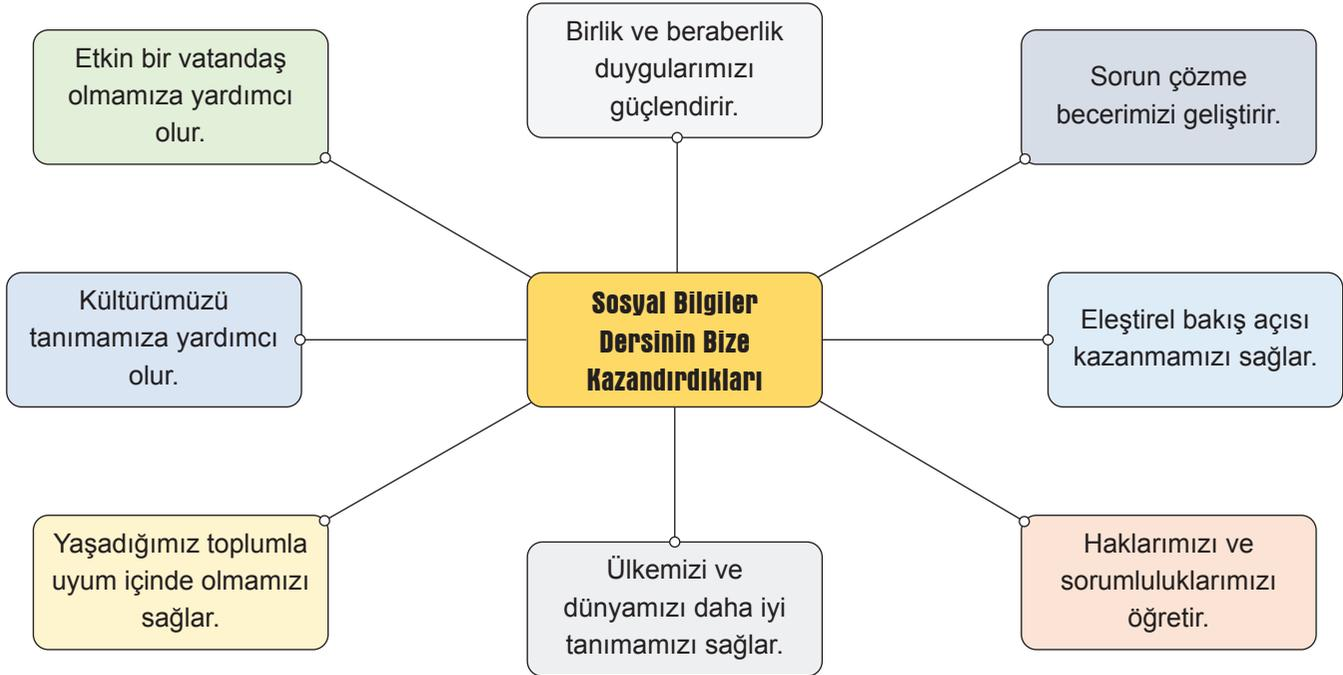 Etkin bir vatandaş
olmamıza yardımcı
olur.
Birlik ve beraberlik
duygularımızı
güçlendirir.
Sorun çözme
becerimizi geliştirir.
Kültürümüzü
tanımamıza yardımcı
olur.
Sosyal Bilgiler
Dersinin Bize
Kazandırdıkları
Eleştirel bakış açısı
kazanmamızı sağlar.
Yaşadığımız toplumla
uyum içinde olmamızı
sağlar.
Ülkemizi ve
dünyamızı daha iyi
tanımamızı sağlar.
Haklarımızı ve
sorumluluklarımızı
öğretir.